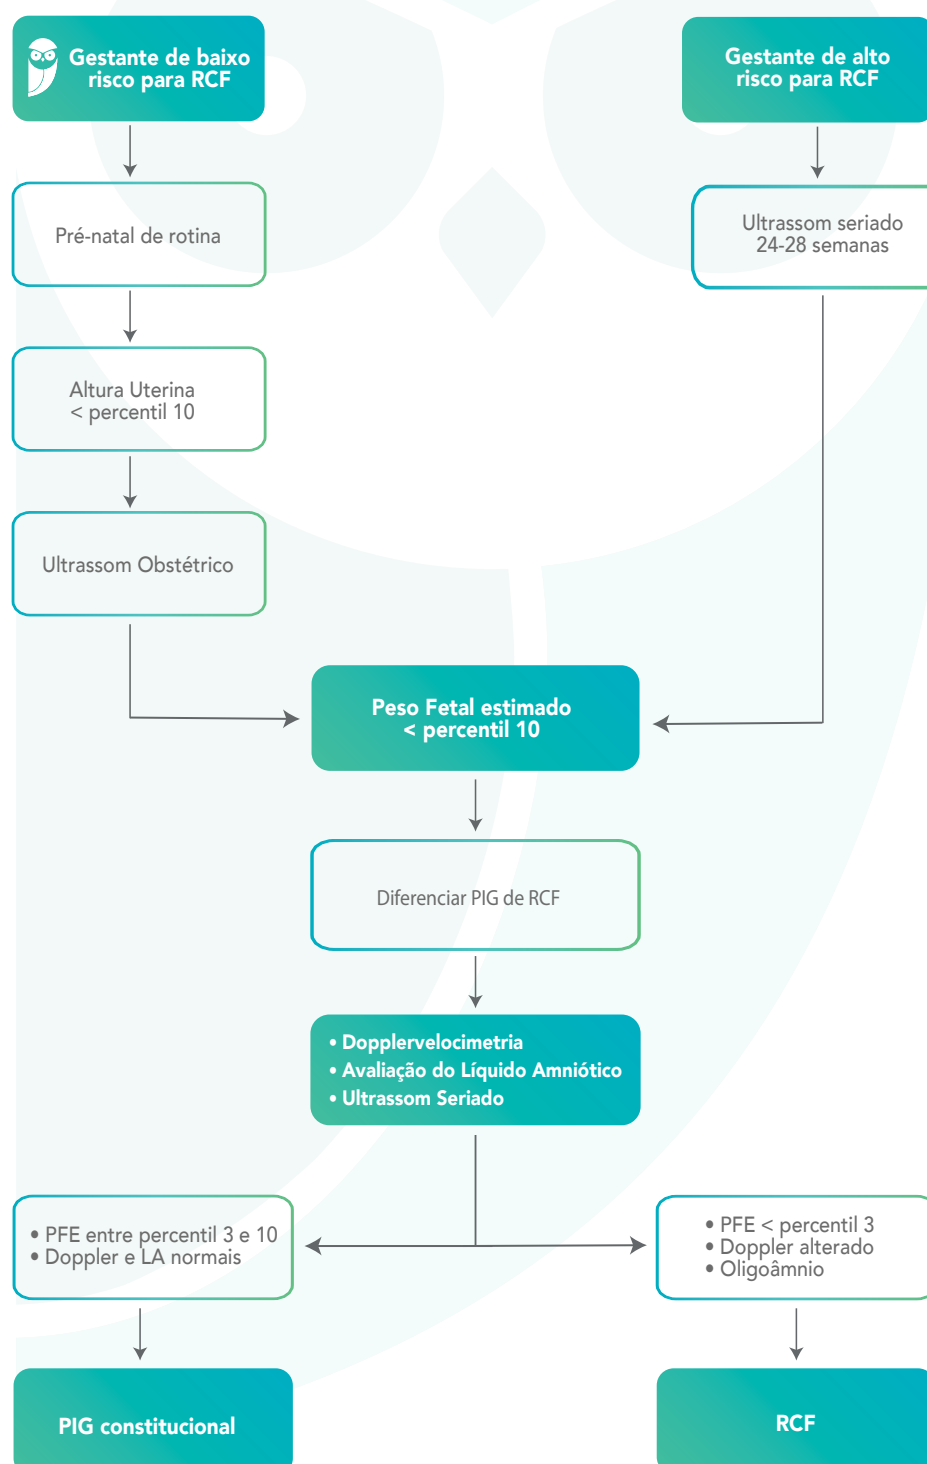 Gestante de baixo
risco para RCF
Gestante de alto
risco para RCF
Pré-natal de rotina
Ultrassom seriado
24-28 semanas
Altura Uterina
< percentil 10
Ultrassom Obstétrico
Peso Fetal estimado
< percentil 10
Diferenciar PIG de RCF
• Dopplervelocimetria
• Avaliação do Líquido Amniótico
• Ultrassom Seriado
• PFE entre percentil 3 e 10
• Doppler e LA normais
• PFE < percentil 3
• Doppler alterado
• Oligoâmnio
PIG constitucional
RCF